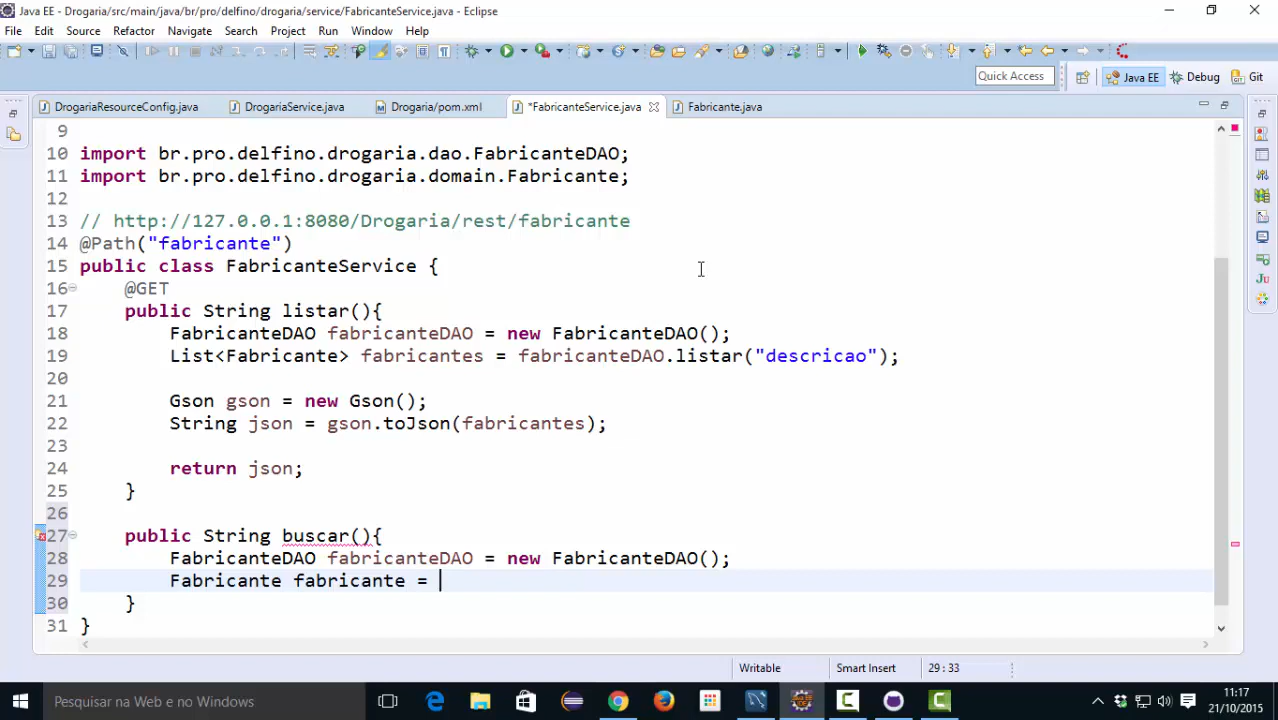 Java EE - Drogaria/src/main/java/br/pro/delfino/drogaria/service/FabricanteService.java - Eclipse
File Edit Source Refactor Navigate Search Project Run Window Help
Quick Access Java EE Debug Git
DrogariaResourceConfig.java DrogariaService.java Drogaria/pom.xml *FabricanteService.java Fabricante.java
9
10 import br.pro.delfino.drogaria.dao.FabricanteDAO;
11 import br.pro.delfino.drogaria.domain.Fabricante;
12
13 // http://127.0.0.1:8080/Drogaria/rest/fabricante
14 @Path("fabricante")
15 public class FabricanteService {
16 @GET
17 public String listar(){
18 FabricanteDAO fabricanteDAO = new FabricanteDAO();
19 List<Fabricante> fabricantes = fabricanteDAO.listar("descricao");
20
21 Gson gson = new Gson();
22 String json = gson.toJson(fabricantes);
23
24 return json;
25 }
26
27 public String buscar(){
28 FabricanteDAO fabricanteDAO = new FabricanteDAO();
29 Fabricante fabricante =
30 }
31 }
Writable Smart Insert 29 : 33
Pesquisar na Web e no Windows
11:17
21/10/2015